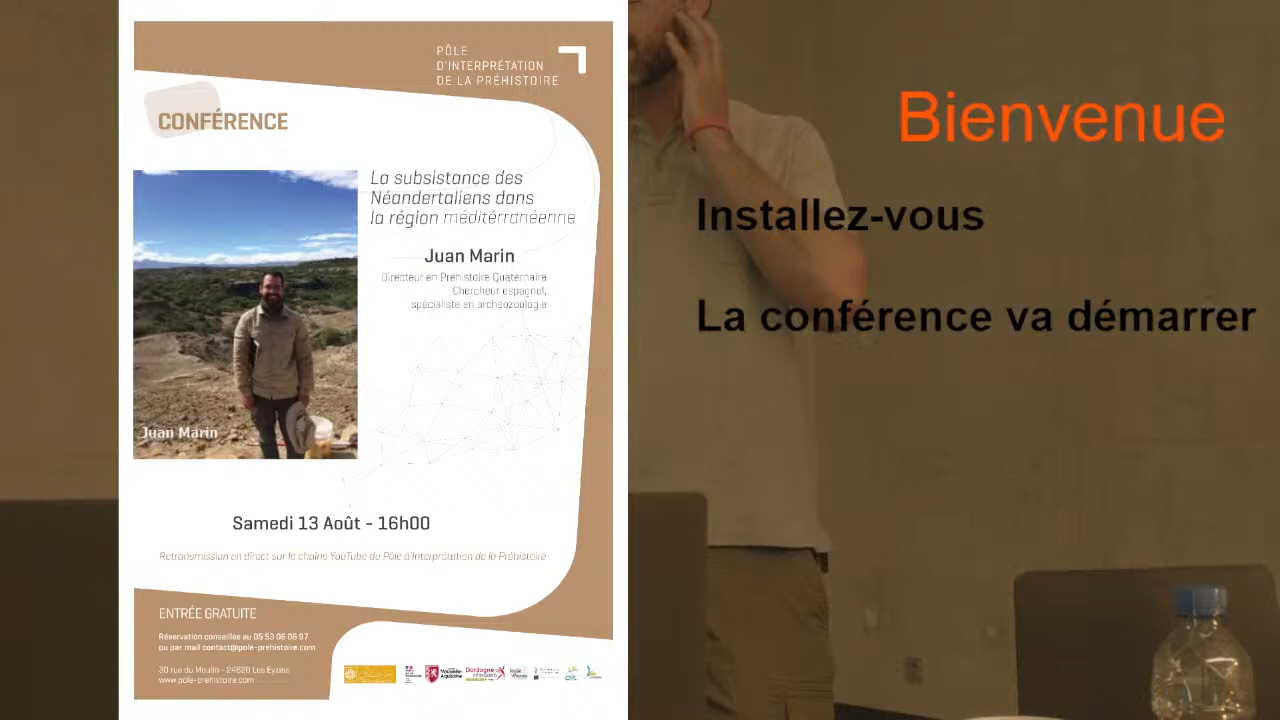 PÔLE
D'INTERPRÉTATION
DE LA PRÉHISTOIRE
CONFÉRENCE
La subsistance des
Néandertaliens dans
la région méditérranéenne
Juan Marin
Directeur en Préhistoire Quaternaire
Chercheur espagnol,
spécialiste en archéozoologie
Juan Marin
Samedi 13 Août - 16h00
Retransmission en direct sur la chaîne YouTube du Pôle d'Interprétation de la Préhistoire
ENTRÉE GRATUITE
Réservation conseillée au 05 53 06 06 97
ou par mail contact@pole-prehistoire.com
30 rue du Moulin - 24620 Les Eyzies
www.pole-prehistoire.com
Bienvenue
Installez-vous
La conférence va démarrer